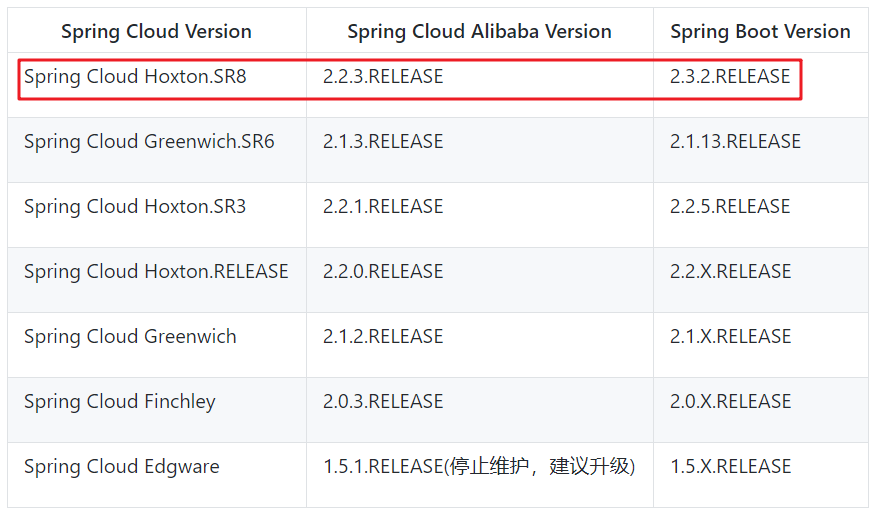 Spring Cloud Version Spring Cloud Alibaba Version Spring Boot Version
Spring Cloud Hoxton.SR8 2.2.3.RELEASE 2.3.2.RELEASE
Spring Cloud Greenwich.SR6 2.1.3.RELEASE 2.1.13.RELEASE
Spring Cloud Hoxton.SR3 2.2.1.RELEASE 2.2.5.RELEASE
Spring Cloud Hoxton.RELEASE 2.2.0.RELEASE 2.2.X.RELEASE
Spring Cloud Greenwich 2.1.2.RELEASE 2.1.X.RELEASE
Spring Cloud Finchley 2.0.3.RELEASE 2.0.X.RELEASE
Spring Cloud Edgware 1.5.1.RELEASE(停止维护，建议升级) 1.5.X.RELEASE